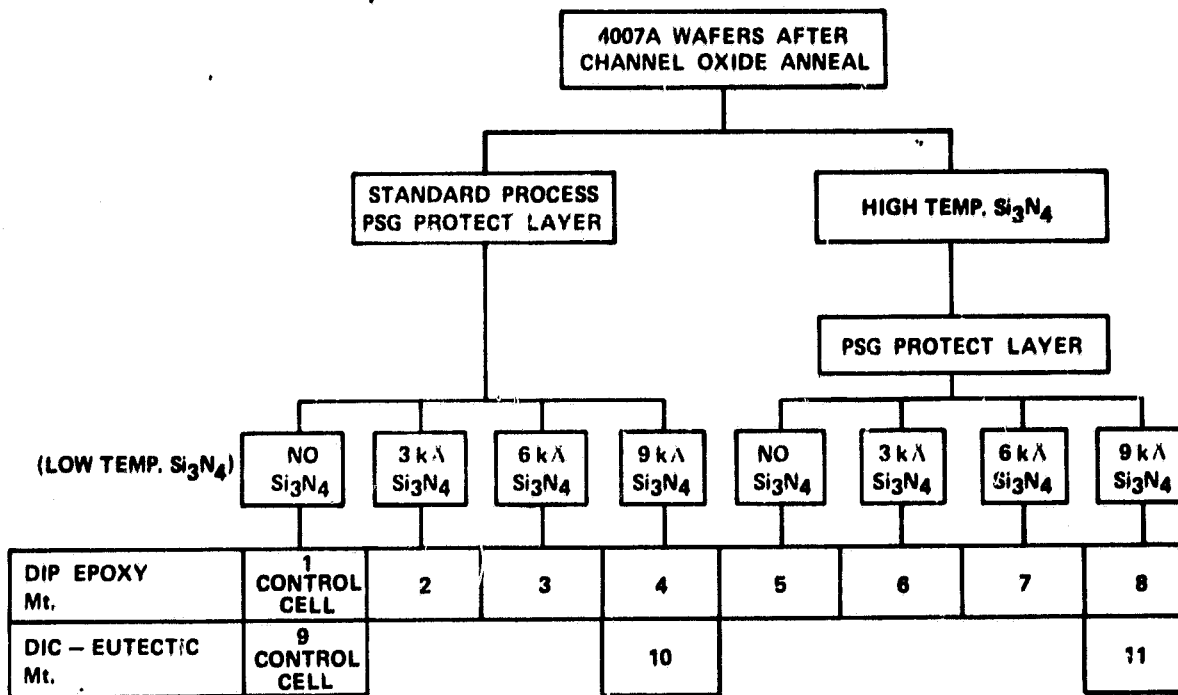 4007A WAFERS AFTER
CHANNEL OXIDE ANNEAL
STANDARD PROCESS
PSG PROTECT LAYER
HIGH TEMP. Si₃N₄
PSG PROTECT LAYER
(LOW TEMP. Si₃N₄)
NO
Si₃N₄
3 kÅ
Si₃N₄
6 kÅ
Si₃N₄
9 kÅ
Si₃N₄
NO
Si₃N₄
3 kÅ
Si₃N₄
6 kÅ
Si₃N₄
9 kÅ
Si₃N₄
DIP EPOXY
Mt.
1
CONTROL
CELL
2
3
4
5
6
7
8
DIC – EUTECTIC
Mt.
9
CONTROL
CELL
10
11